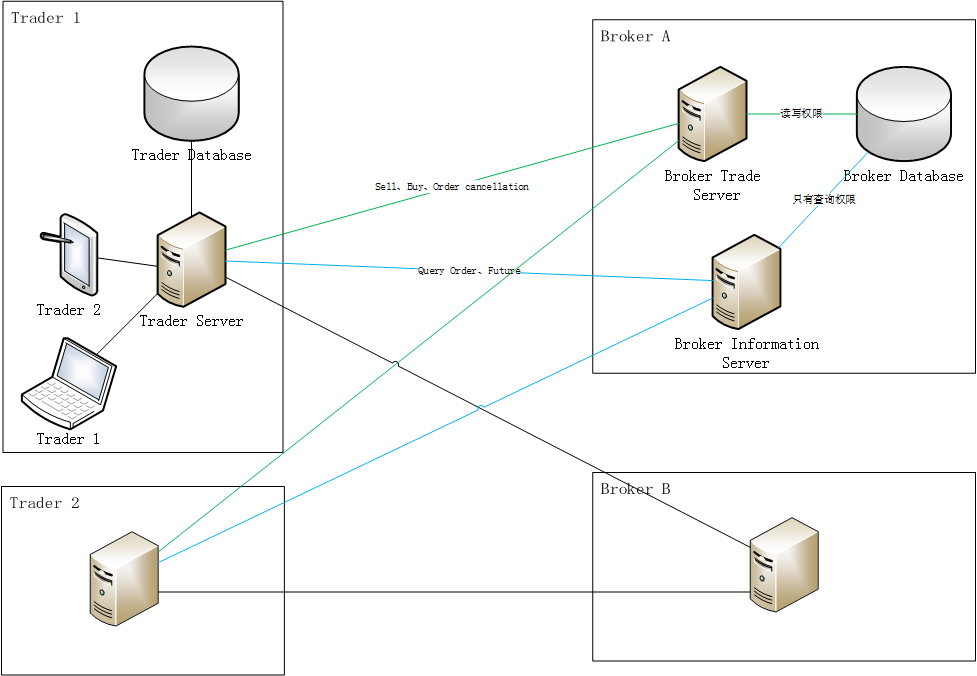 Trader 1
Trader Database
Trader 2
Trader Server
Trader 1
Sell、Buy、Order cancellation
Query Order、Future
Broker A
读写权限
Broker Trade
Server
Broker Database
只有查询权限
Broker Information
Server
Trader 2
Broker B